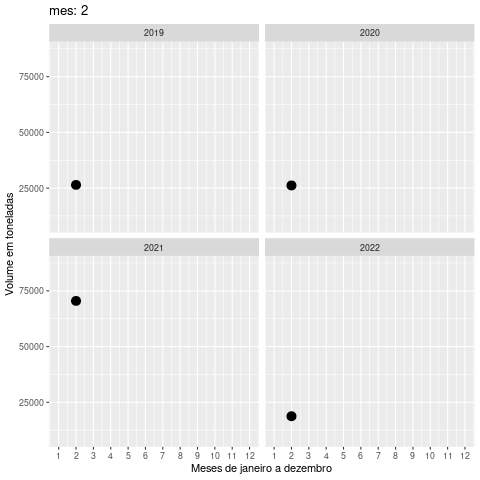 mes: 2
2019
2020
75000
50000
25000
Volume em toneladas
2021
2022
75000
50000
25000
1 2 3 4 5 6 7 8 9 10 11 12
1 2 3 4 5 6 7 8 9 10 11 12
Meses de janeiro a dezembro